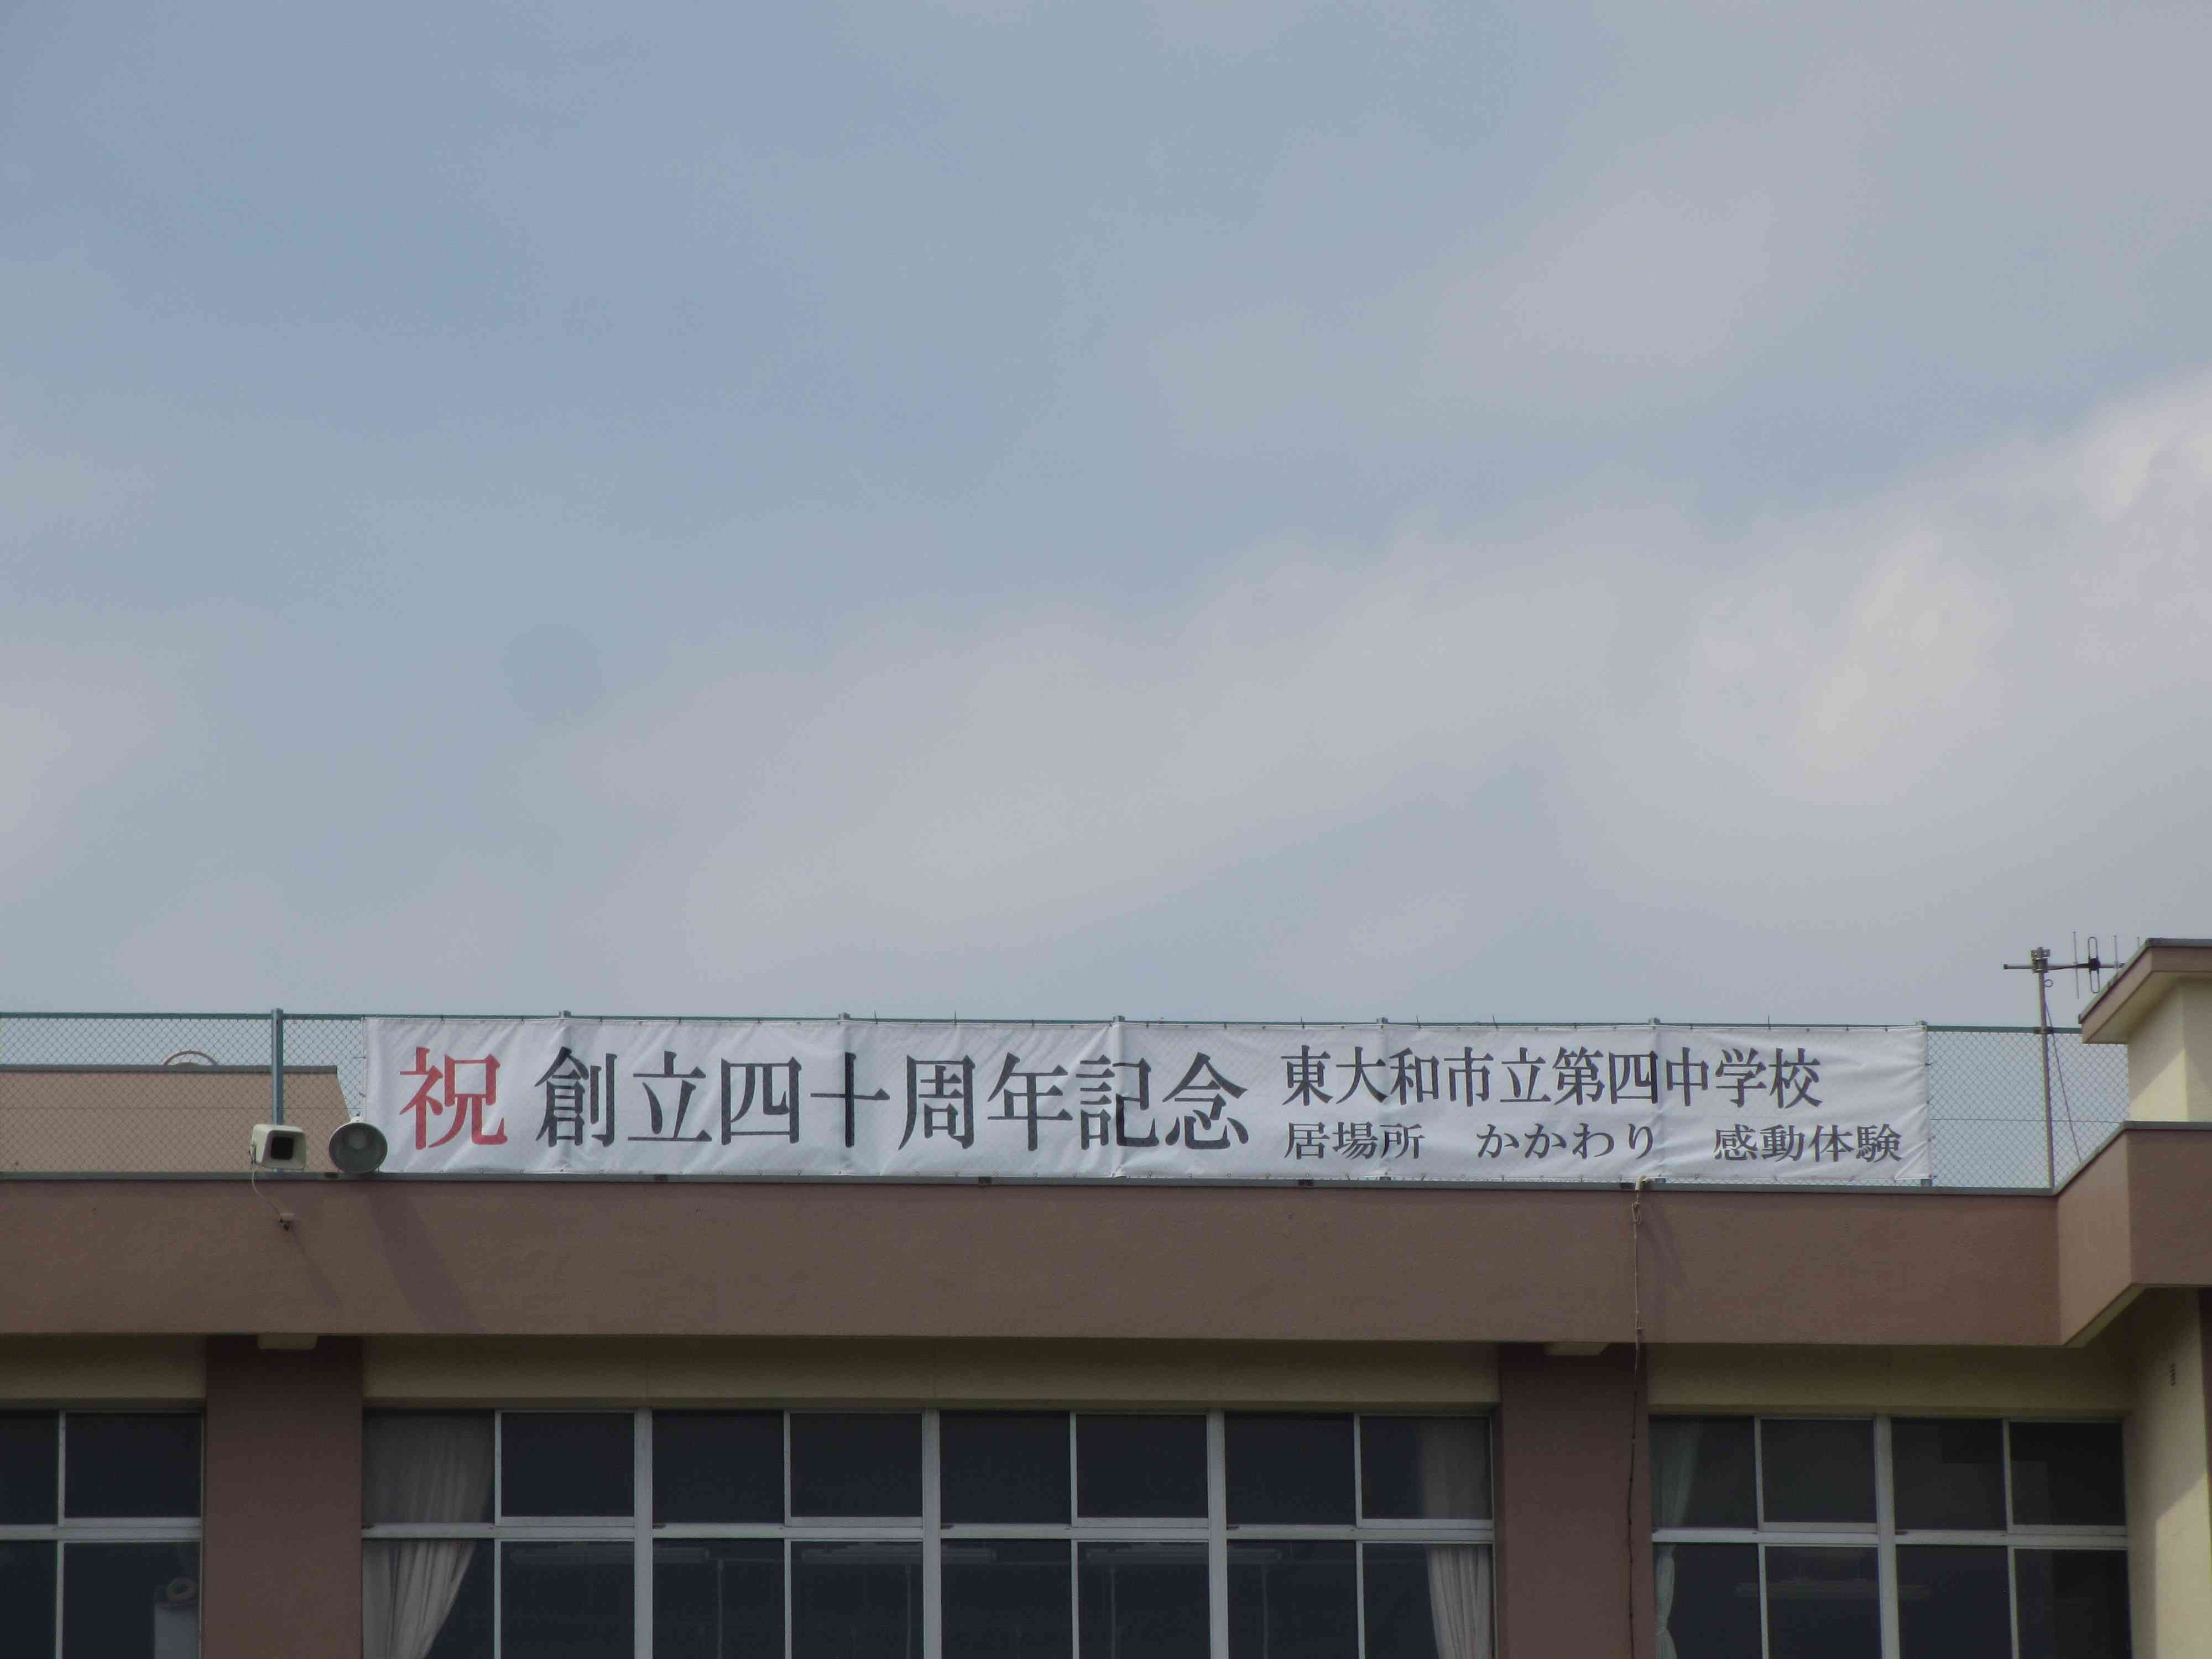 祝 創立四十周年記念
東大和市立第四中学校
居場所 かかわり 感動体験